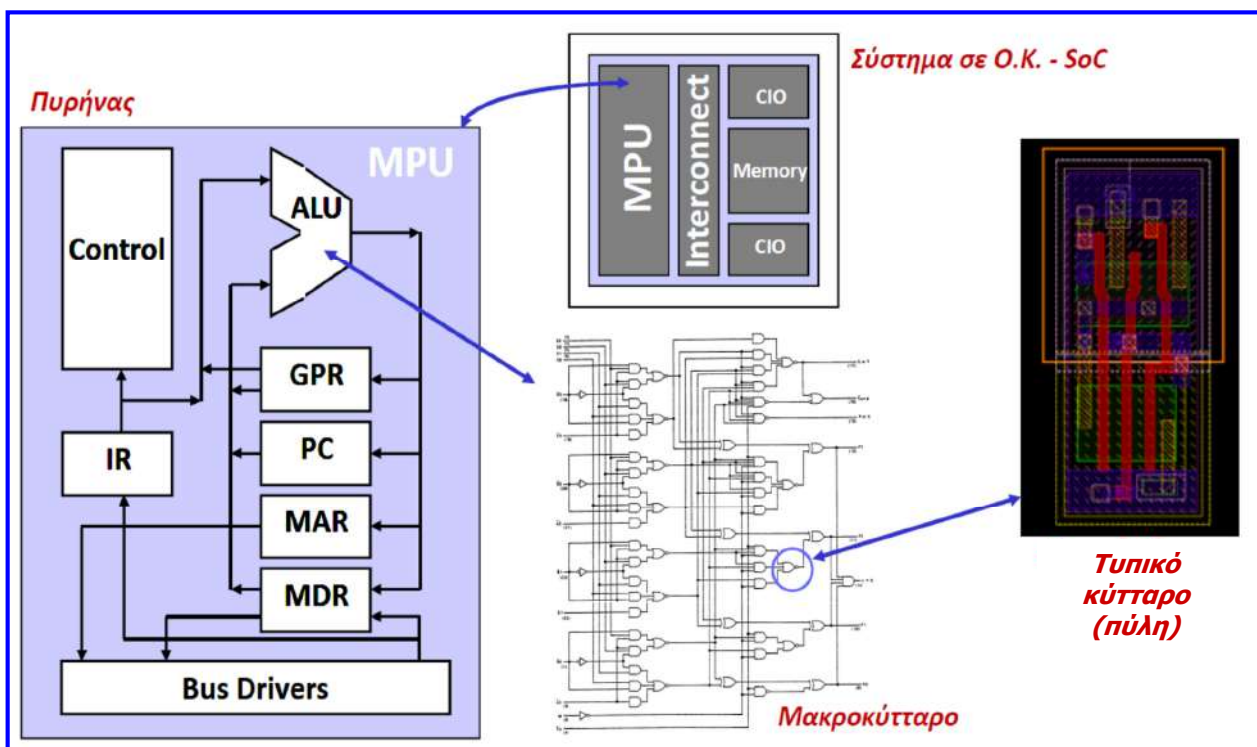 Πυρήνας
MPU
Control
ALU
GPR
IR
PC
MAR
MDR
Bus Drivers
Σύστημα σε Ο.Κ. - SoC
MPU
Interconnect
CIO
Memory
CIO
Μακροκύτταρο
Τυπικό
κύτταρο
(πύλη)